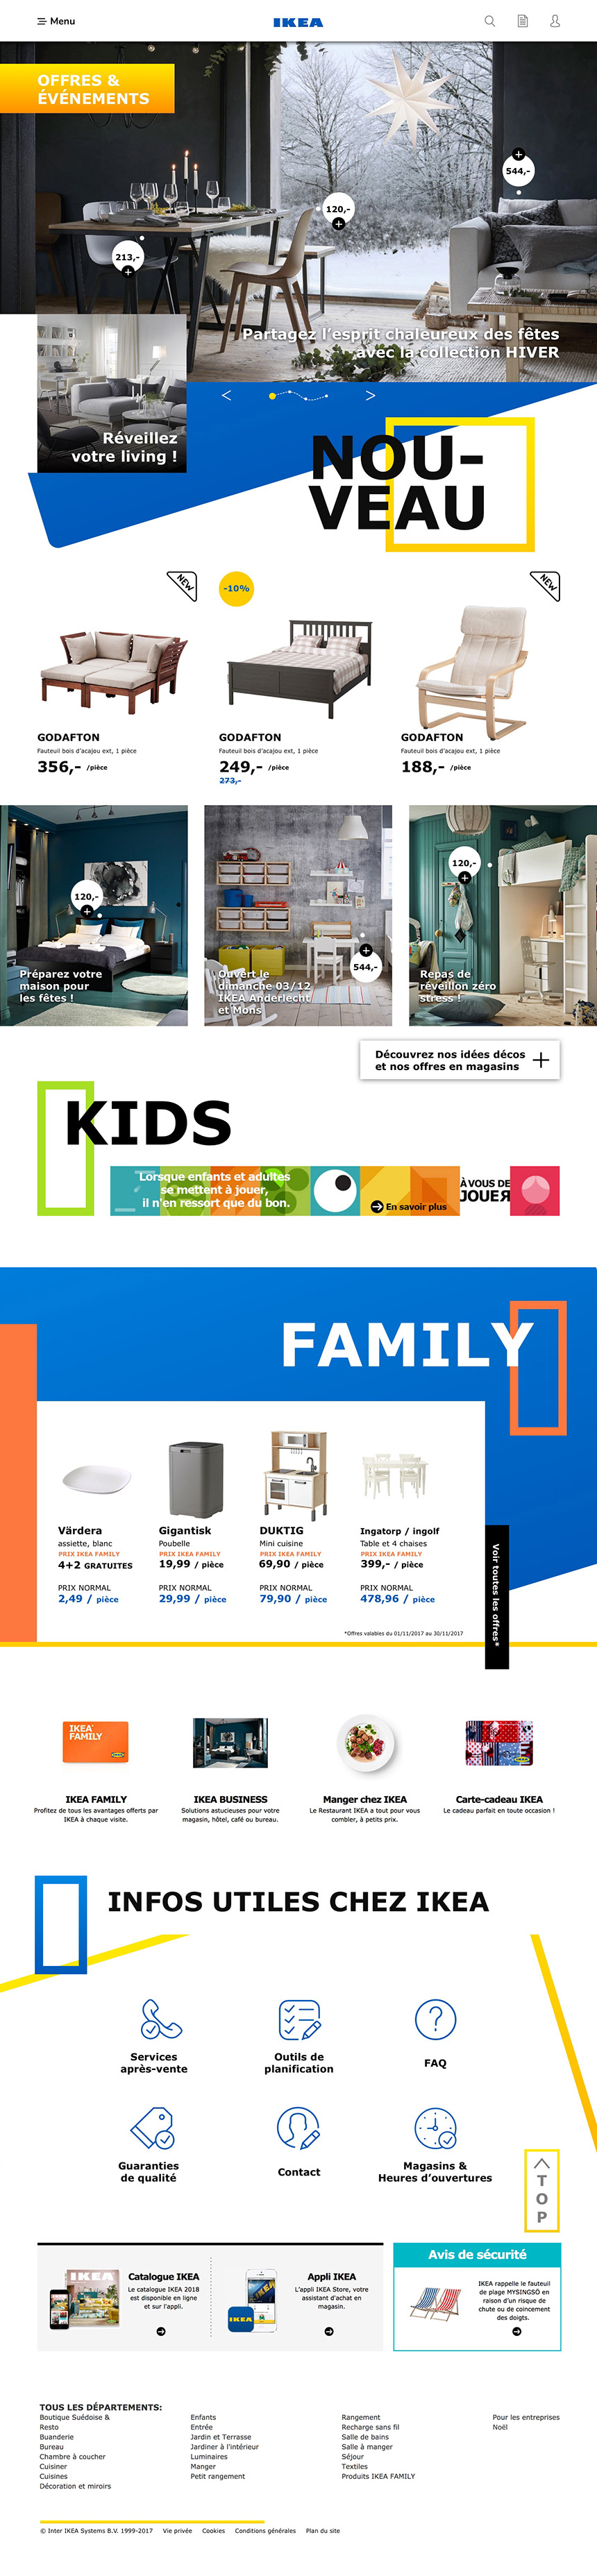 Menu
IKEA
OFFRES &
ÉVÉNEMENTS
544,-
120,-
213,-
Partagez l'esprit chaleureux des fêtes
avec la collection HIVER
Réveillez
votre living !
NOU-
VEAU
NEW
-10%
NEW
GODAFTON
Fauteuil bois d'acajou ext, 1 pièce
356,- /pièce
GODAFTON
Fauteuil bois d'acajou ext, 1 pièce
249,- /pièce
273,-
GODAFTON
Fauteuil bois d'acajou ext, 1 pièce
188,- /pièce
120,-
Préparez votre
maison pour
les fêtes !
544,-
Ouvert le
dimanche 03/12
IKEA Anderlecht
et Mons
120,-
Repas de
réveillon zéro
stress !
Découvrez nos idées décos
et nos offres en magasins
KIDS
Lorsque enfants et adultes
se mettent à jouer,
il n'en ressort que du bon.
En savoir plus
À VOUS DE
JOUER
FAMILY
Värdera
assiette, blanc
PRIX IKEA FAMILY
4+2 GRATUITES
PRIX NORMAL
2,49 / pièce
Gigantisk
Poubelle
PRIX IKEA FAMILY
19,99 / pièce
PRIX NORMAL
29,99 / pièce
DUKTIG
Mini cuisine
PRIX IKEA FAMILY
69,90 / pièce
PRIX NORMAL
79,90 / pièce
Ingatorp / ingolf
Table et 4 chaises
PRIX IKEA FAMILY
399,- / pièce
PRIX NORMAL
478,96 / pièce
Voir toutes les offres*
*Offres valables du 01/11/2017 au 30/11/2017
IKEA
FAMILY
IKEA FAMILY
Profitez de tous les avantages offerts par
IKEA à chaque visite.
IKEA BUSINESS
Solutions astucieuses pour votre
magasin, hôtel, café ou bureau.
Manger chez IKEA
Le Restaurant IKEA a tout pour vous
combler, à petits prix.
Carte-cadeau IKEA
Le cadeau parfait en toute occasion !
INFOS UTILES CHEZ IKEA
Services
après-vente
Outils de
planification
FAQ
Guaranties
de qualité
Contact
Magasins &
Heures d'ouvertures
TOP
IKEA
Catalogue IKEA
Le catalogue IKEA 2018
est disponible en ligne
et sur l'appli.
IKEA
Appli IKEA
L'appli IKEA Store, votre
assistant d'achat en
magasin.
Avis de sécurité
IKEA rappelle le fauteuil
de plage MYSINGSÖ en
raison d'un risque de
chute ou de coincement
des doigts.
TOUS LES DÉPARTEMENTS:
Boutique Suédoise &
Resto
Buanderie
Bureau
Chambre à coucher
Cuisiner
Cuisines
Décoration et miroirs
Enfants
Entrée
Jardin et Terrasse
Jardiner à l'intérieur
Luminaires
Manger
Petit rangement
Rangement
Recharge sans fil
Salle de bains
Salle à manger
Séjour
Textiles
Produits IKEA FAMILY
Pour les entreprises
Noël
© Inter IKEA Systems B.V. 1999-2017 Vie privée Cookies Conditions générales Plan du site